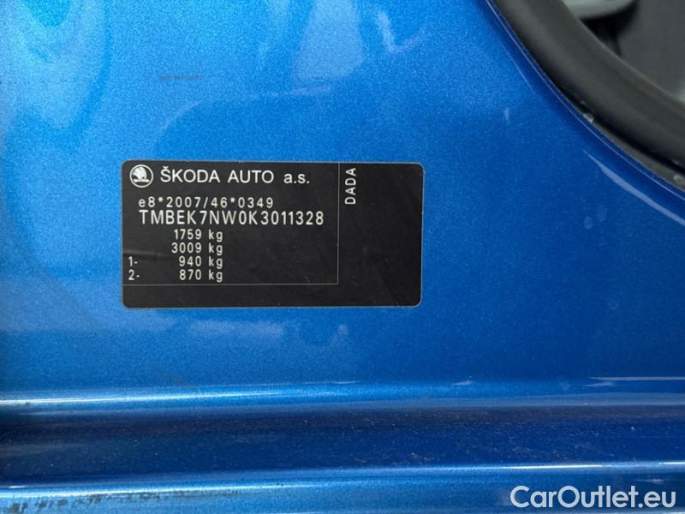 ŠKODA AUTO a.s.
DADA
e8*2007/46*0349
TMBEK7NW0K3011328
1759 kg
3009 kg
1- 940 kg
2- 870 kg
CarOutlet.eu